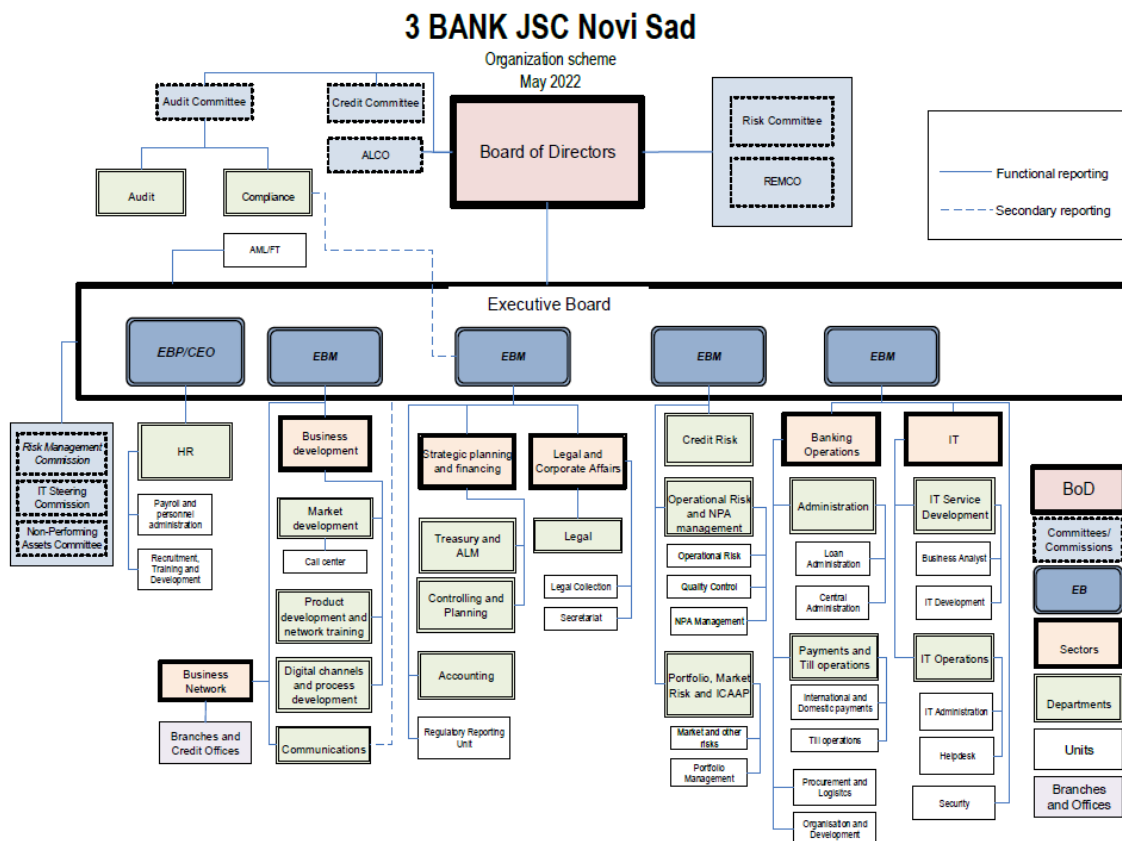 3 BANK JSC Novi Sad
Organization scheme
May 2022
Audit Committee
Credit Committee
ALCO
Board of Directors
Risk Committee
REMCO
Functional reporting
Secondary reporting
Audit
Compliance
AML/FT
Executive Board
EBP/CEO
EBM
EBM
EBM
EBM
Risk Management
Commission
IT Steering
Commission
Non-Performing
Assets Committee
HR
Payroll and
personnel
administration
Recruitment,
Training and
Development
Business
Network
Branches and
Credit Offices
Business
development
Market
development
Call center
Product
development and
network training
Digital channels
and process
development
Communications
Strategic planning
and financing
Treasury and
ALM
Controlling and
Planning
Accounting
Regulatory Reporting
Unit
Legal and
Corporate Affairs
Legal
Legal Collection
Secretariat
Credit Risk
Operational Risk
and NPA
management
Operational Risk
Quality Control
NPA Management
Portfolio, Market
Risk and ICAAP
Market and other
risks
Portfolio
Management
Banking
Operations
Administration
Loan
Administration
Central
Administration
Payments and
Till operations
International and
Domestic payments
Till operations
Procurement and
Logisitcs
Organisation and
Development
IT
IT Service
Development
Business Analyst
IT Development
IT Operations
IT Administration
Helpdesk
Security
BoD
Committees/
Commissions
EB
Sectors
Departments
Units
Branches
and Offices